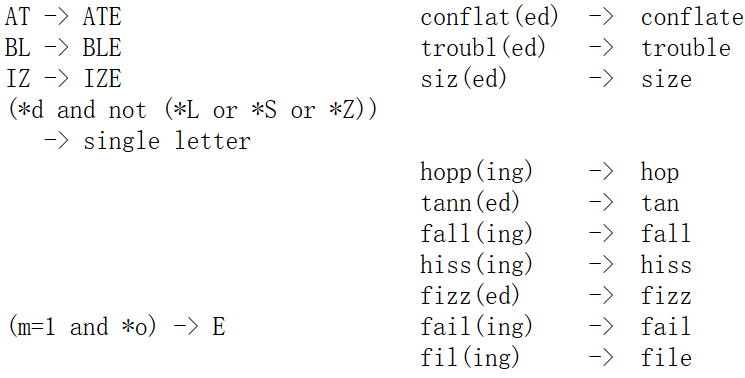 AT -> ATE conflat(ed) -> conflate
BL -> BLE troubl(ed) -> trouble
IZ -> IZE siz(ed) -> size
(*d and not (*L or *S or *Z))
-> single letter
hopp(ing) -> hop
tann(ed) -> tan
fall(ing) -> fall
hiss(ing) -> hiss
fizz(ed) -> fizz
(m=1 and *o) -> E fail(ing) -> fail
fil(ing) -> file